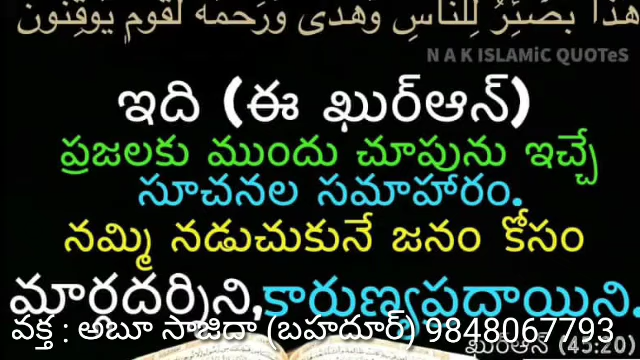 هَذَا بَصَائِرُ لِلنَّاسِ وَهُدًى وَرَحْمَةٌ لِقَوْمٍ يُوقِنُونَ
N A K ISLAMiC QUOTeS
ఇది (ఈ ఖుర్ఆన్)
ప్రజలకు ముందు చూపును ఇచ్చే
సూచనల సమాహారం.
నమ్మి నడుచుకునే జనం కోసం
మార్గదర్శిని,కారుణ్యప్రదాయిని.
వక్త : అబూ సాజిదా (బహదూర్) 9848067793
ఖుర్ఆన్ (45:20)